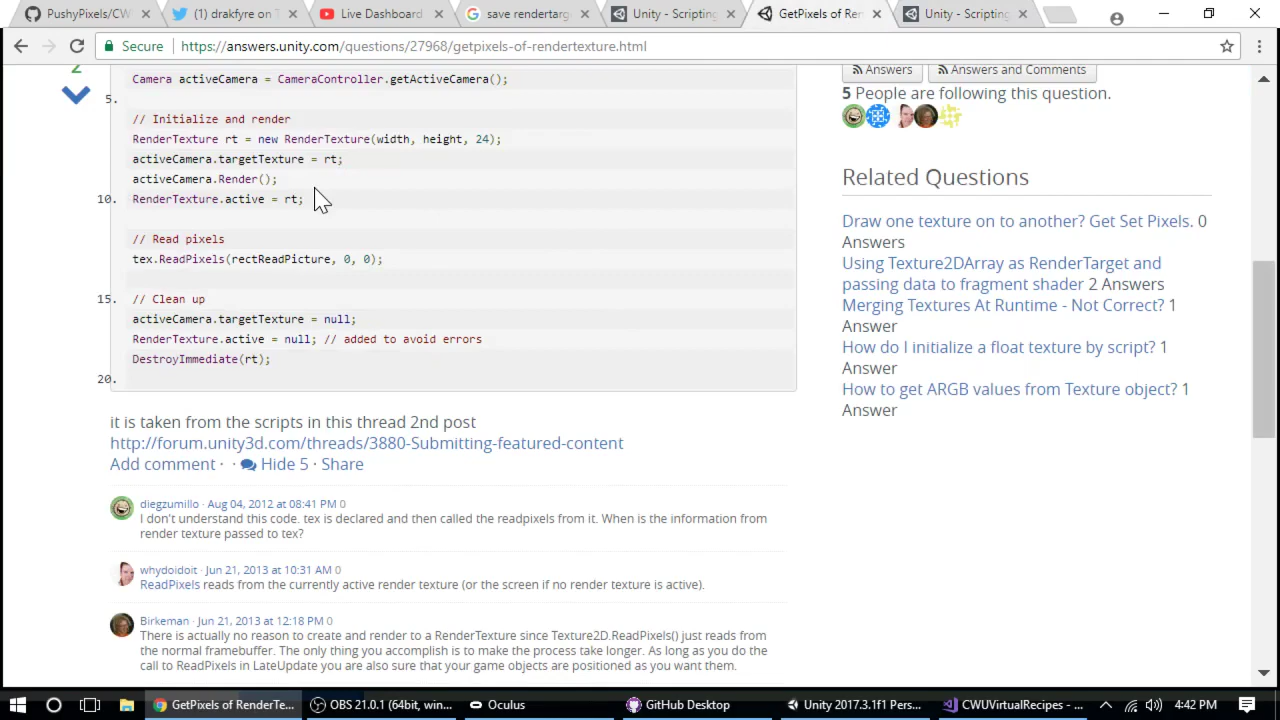 PushyPixels/CW
(1) drakfyre on T
Live Dashboard
save rendertarg
Unity - Scripting
GetPixels of Ren
Unity - Scripting
Secure
https://answers.unity.com/questions/27968/getpixels-of-rendertexture.html
2
Camera activeCamera = CameraController.getActiveCamera();
5.
// Initialize and render
RenderTexture rt = new RenderTexture(width, height, 24);
activeCamera.targetTexture = rt;
activeCamera.Render();
10. RenderTexture.active = rt;
// Read pixels
tex.ReadPixels(rectReadPicture, 0, 0);
15. // Clean up
activeCamera.targetTexture = null;
RenderTexture.active = null; // added to avoid errors
DestroyImmediate(rt);
20.
it is taken from the scripts in this thread 2nd post
http://forum.unity3d.com/threads/3880-Submitting-featured-content
Add comment · · Hide 5 · Share
diegzumillo · Aug 04, 2012 at 08:41 PM 0
I don't understand this code. tex is declared and then called the readpixels from it. When is the information from
render texture passed to tex?
whydoidoit · Jun 21, 2013 at 10:31 AM 0
ReadPixels reads from the currently active render texture (or the screen if no render texture is active).
Birkeman · Jun 21, 2013 at 12:18 PM 0
There is actually no reason to create and render to a RenderTexture since Texture2D.ReadPixels() just reads from
the normal framebuffer. The only thing you accomplish is to make the process take longer. As long as you do the
call to ReadPixels in LateUpdate you are also sure that your game objects are positioned as you want them.
Answers
Answers and Comments
5 People are following this question.
Related Questions
Draw one texture on to another? Get Set Pixels. 0
Answers
Using Texture2DArray as RenderTarget and
passing data to fragment shader 2 Answers
Merging Textures At Runtime - Not Correct? 1
Answer
How do I initialize a float texture by script? 1
Answer
How to get ARGB values from Texture object? 1
Answer
GetPixels of RenderTe...
OBS 21.0.1 (64bit, win...
Oculus
GitHub Desktop
Unity 2017.3.1f1 Pers...
CWUVirtualRecipes - ...
4:42 PM